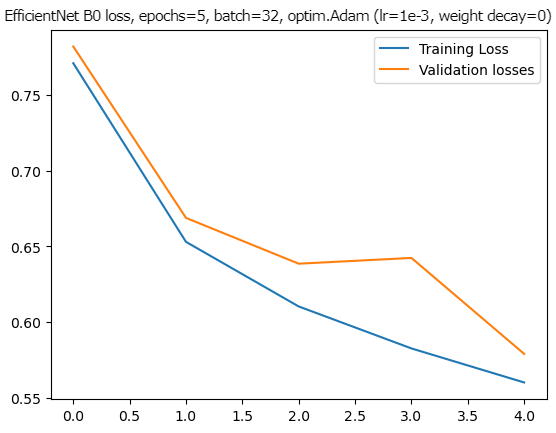 EfficientNet B0 loss, epochs=5, batch=32, optim.Adam (lr=1e-3, weight decay=0)
Training Loss
Validation losses
0.75
0.70
0.65
0.60
0.55
0.0 0.5 1.0 1.5 2.0 2.5 3.0 3.5 4.0